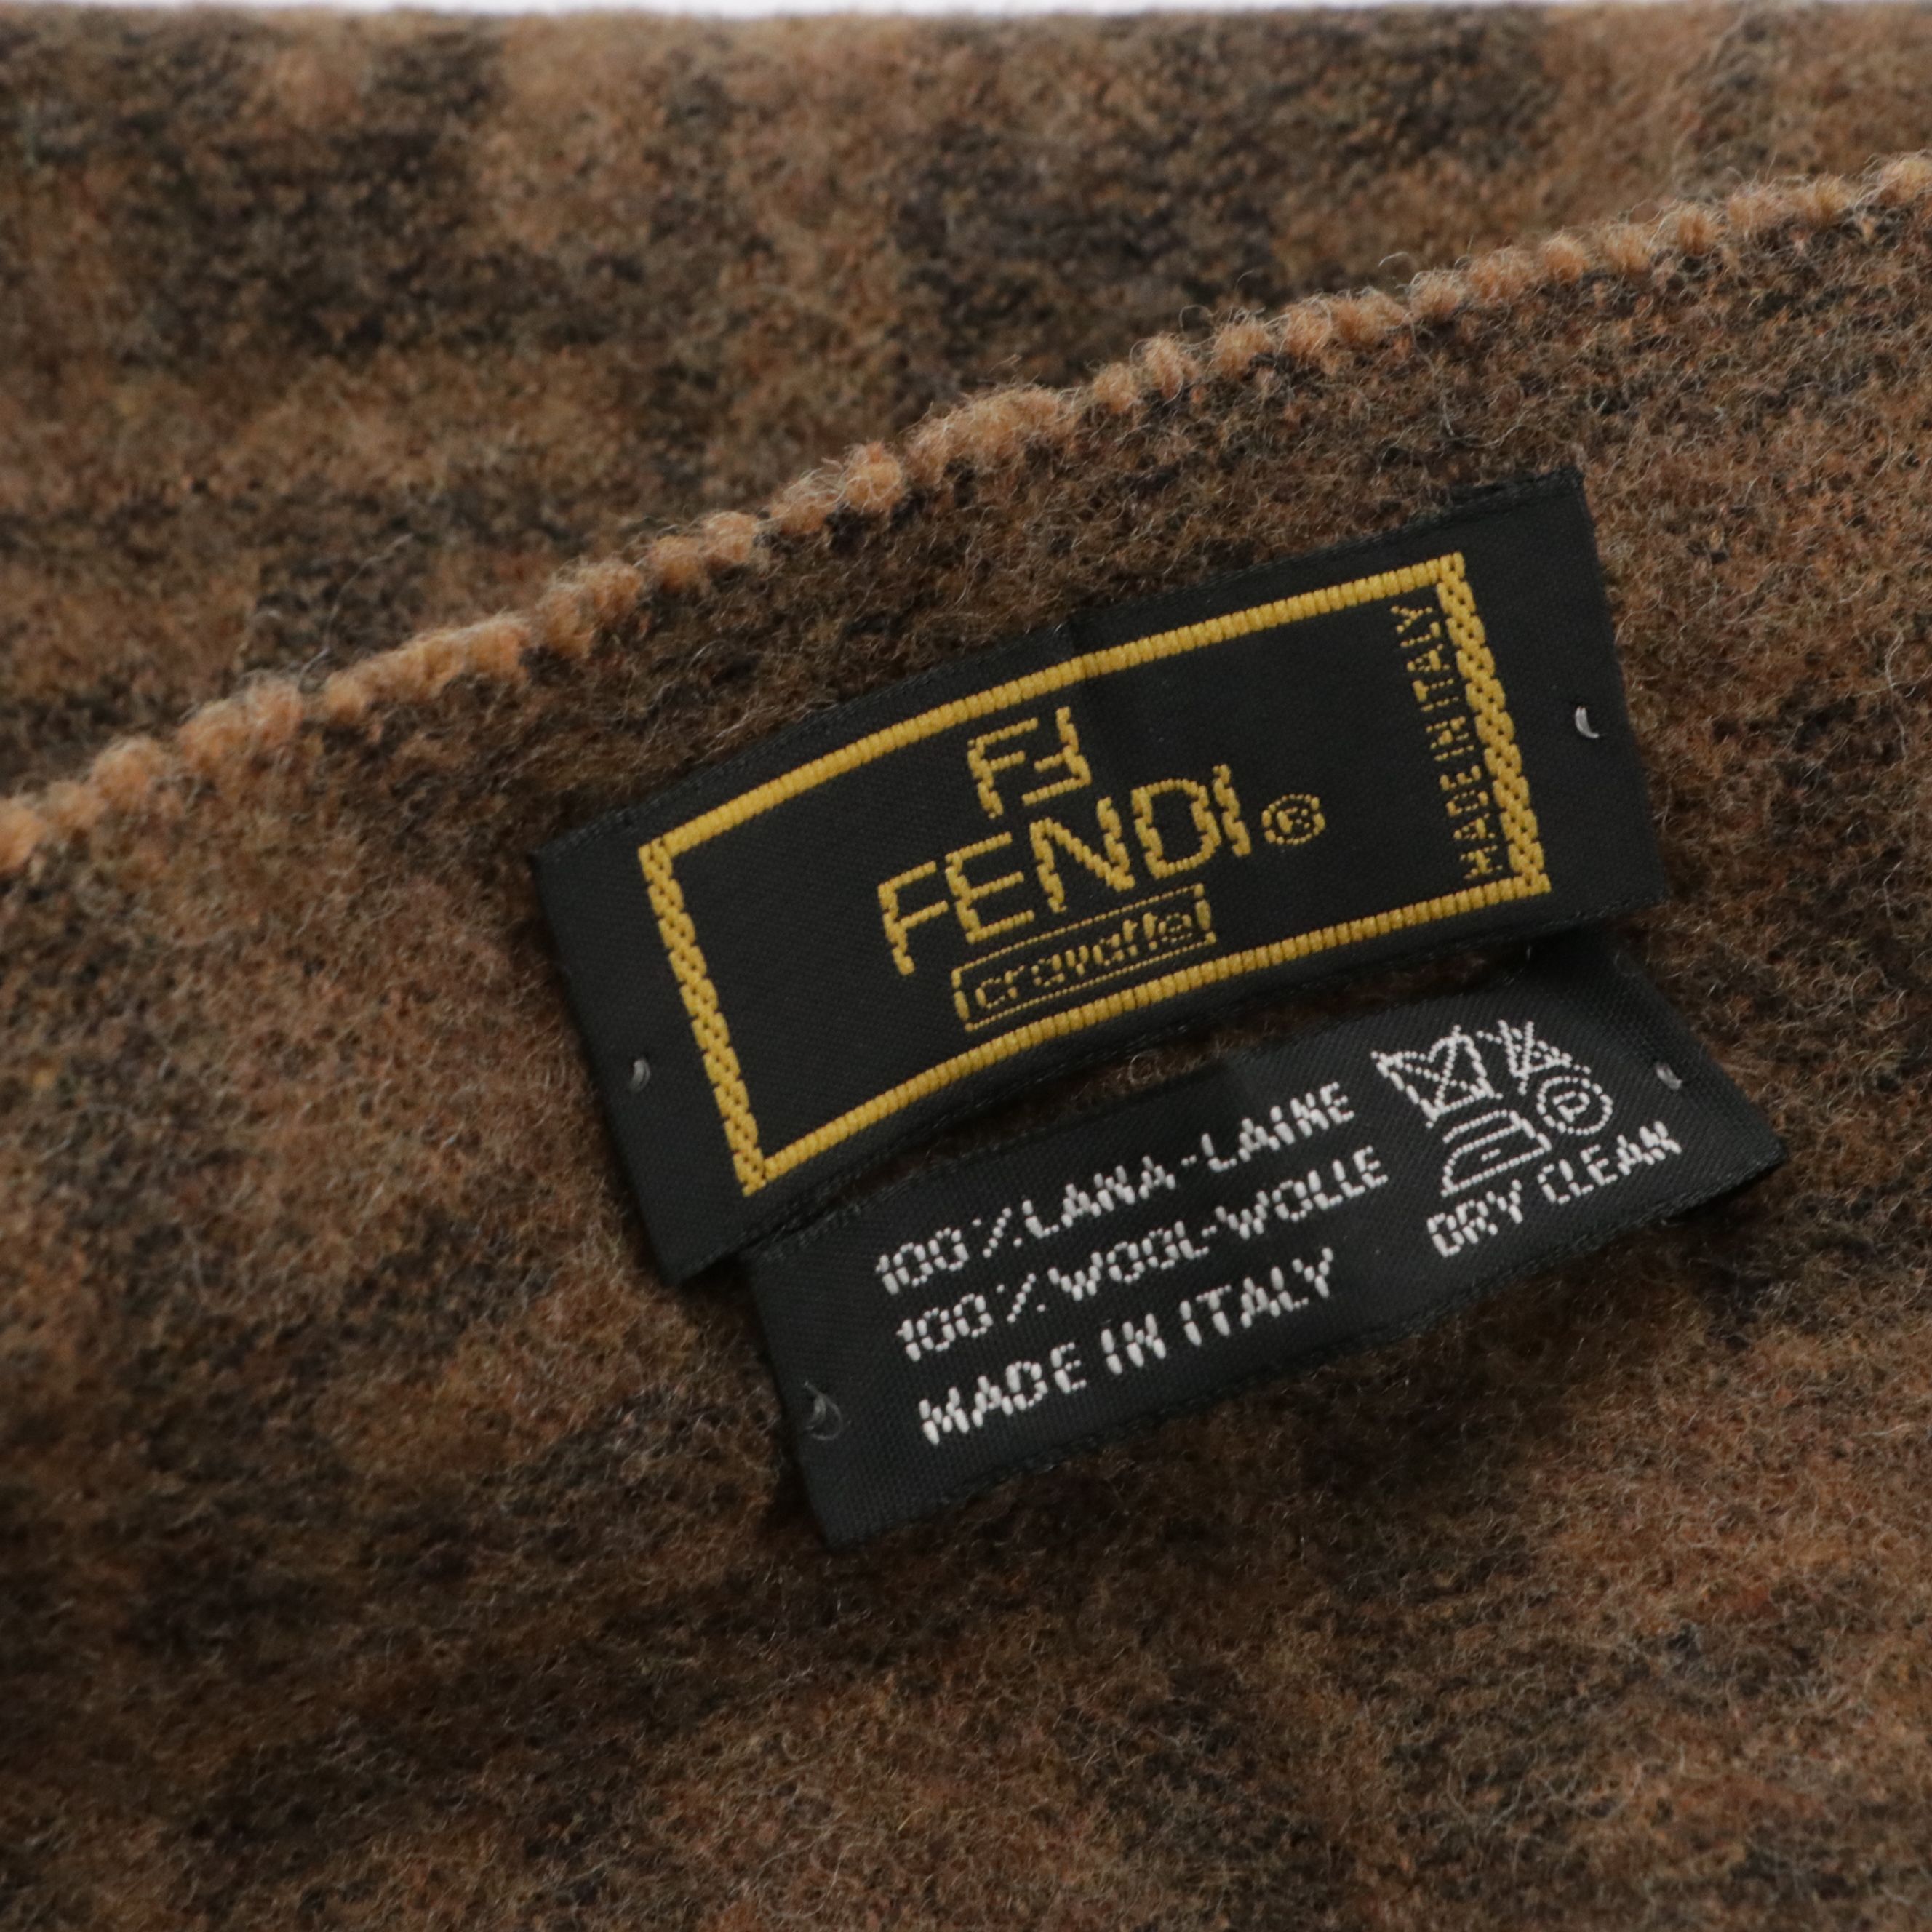 FF
FENDI®
cravatte
MADE IN ITALY
100%LANA-LAINE
100%WOOL-WOLLE
MADE IN ITALY
P
DRY CLEAN